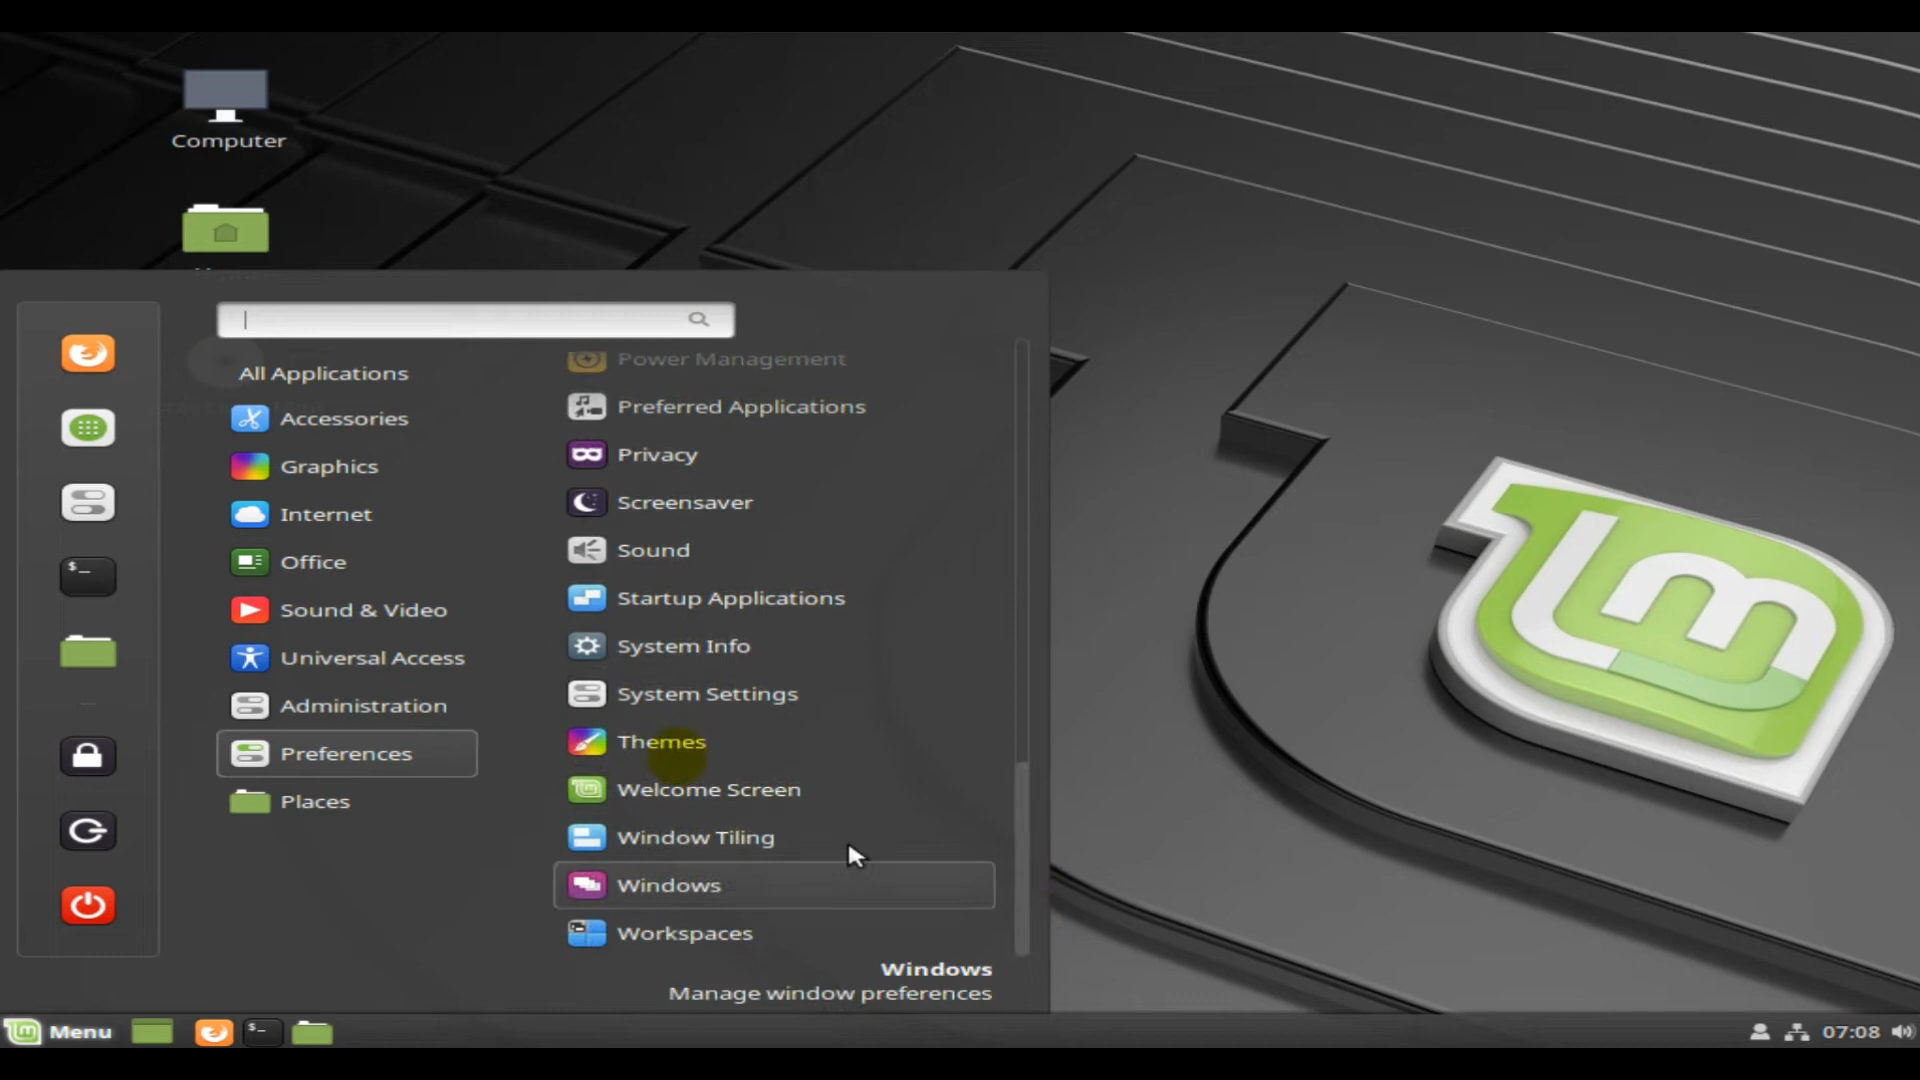 Computer
All Applications
Accessories
Graphics
Internet
Office
Sound & Video
Universal Access
Administration
Preferences
Places
Power Management
Preferred Applications
Privacy
Screensaver
Sound
Startup Applications
System Info
System Settings
Themes
Welcome Screen
Window Tiling
Windows
Workspaces
Windows
Manage window preferences
$_
Menu
$_
07:08